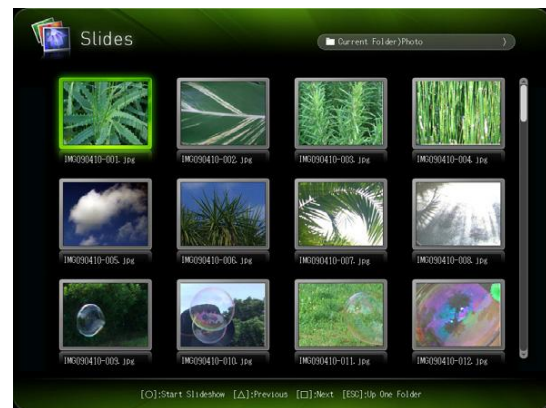 Slides
Current Folder⟩Photo
IMG090410-001.jpg
IMG090410-002.jpg
IMG090410-003.jpg
IMG090410-004.jpg
IMG090410-005.jpg
IMG090410-006.jpg
IMG090410-007.jpg
IMG090410-008.jpg
IMG090410-009.jpg
IMG090410-010.jpg
IMG090410-011.jpg
IMG090410-012.jpg
[○]:Start Slideshow [△]:Previous [□]:Next [ESC]:Up One Folder